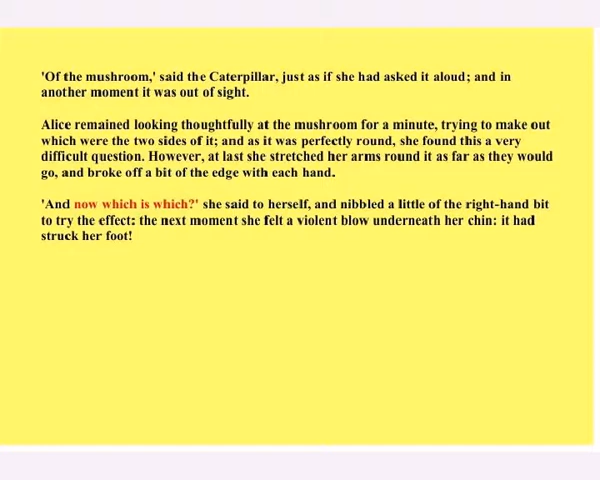 'Of the mushroom,' said the Caterpillar, just as if she had asked it aloud; and in
another moment it was out of sight.
Alice remained looking thoughtfully at the mushroom for a minute, trying to make out
which were the two sides of it; and as it was perfectly round, she found this a very
difficult question. However, at last she stretched her arms round it as far as they would
go, and broke off a bit of the edge with each hand.
'And now which is which?' she said to herself, and nibbled a little of the right-hand bit
to try the effect: the next moment she felt a violent blow underneath her chin: it had
struck her foot!